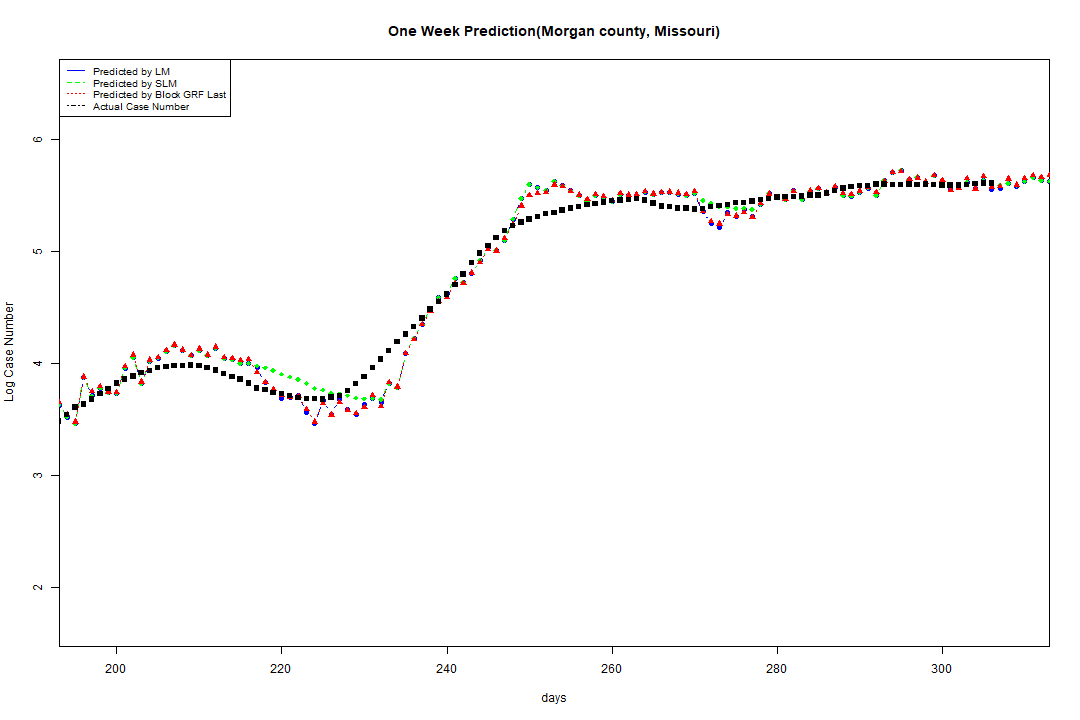 One Week Prediction(Morgan county, Missouri)
Predicted by LM
Predicted by SLM
Predicted by Block GRF Last
Actual Case Number
6
5
4
3
2
Log Case Number
200 220 240 260 280 300
days